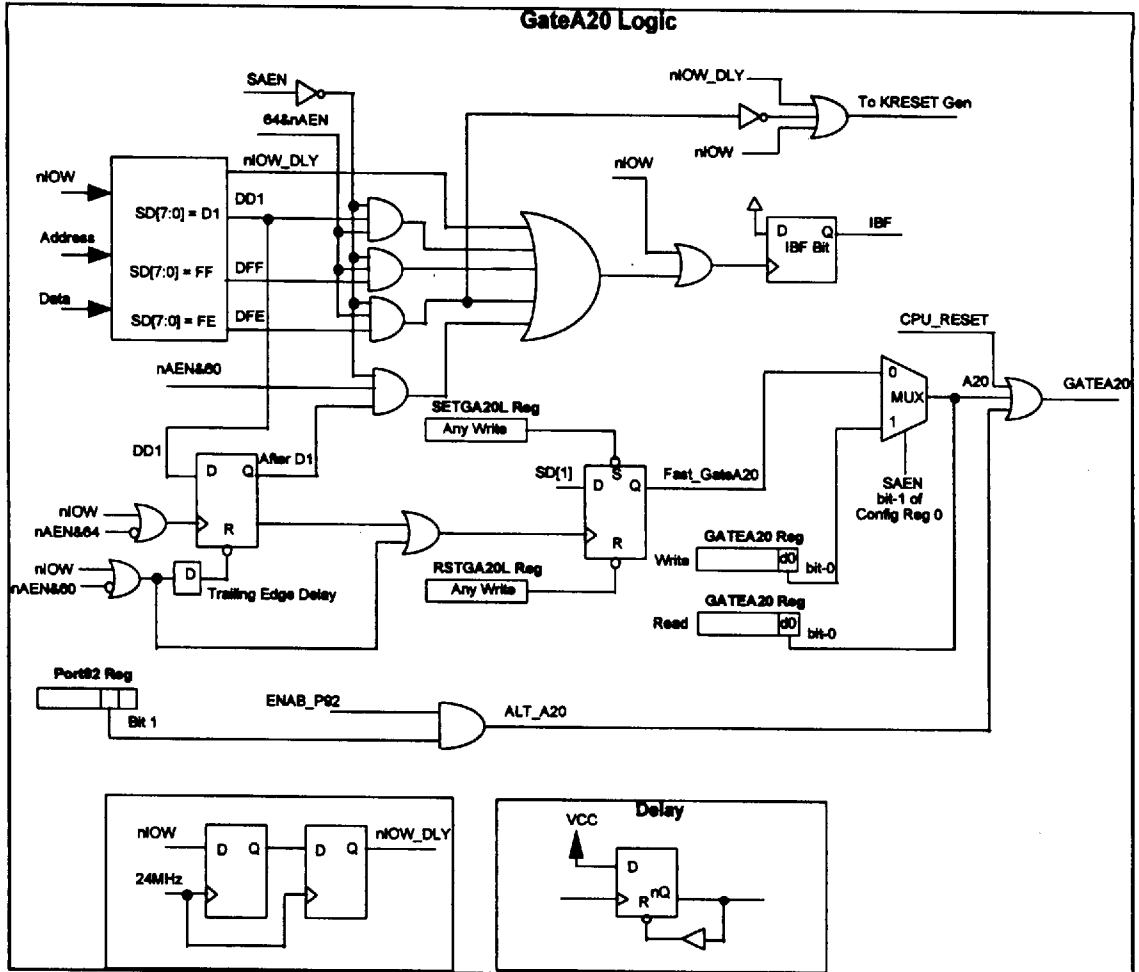 GateA20 Logic
SAEN
nIOW_DLY
To KRESET Gen
64&nAEN
nIOW_DLY
nIOW
nIOW
nIOW
SD[7:0] = D1
DD1
D
Q
IBF
IBF Bit
Address
SD[7:0] = FF
DFF
Data
SD[7:0] = FE
DFE
CPU_RESET
nAEN&60
0
MUX
A20
GATEA20
1
SETGA20L Reg
Any Write
DD1
D
Q
After D1
SD[1]
D
S
Q
Fast_GateA20
SAEN
bit-1 of
Config Reg 0
nIOW
nAEN&64
R
R
GATEA20 Reg
Write
d0
bit-0
nIOW
nAEN&60
D
Trailing Edge Delay
RSTGA20L Reg
Any Write
GATEA20 Reg
Read
d0
bit-0
Port92 Reg
Bit 1
ENAB_P92
ALT_A20
Delay
nIOW
D
Q
D
Q
nIOW_DLY
24MHz
VCC
D
R
nQ